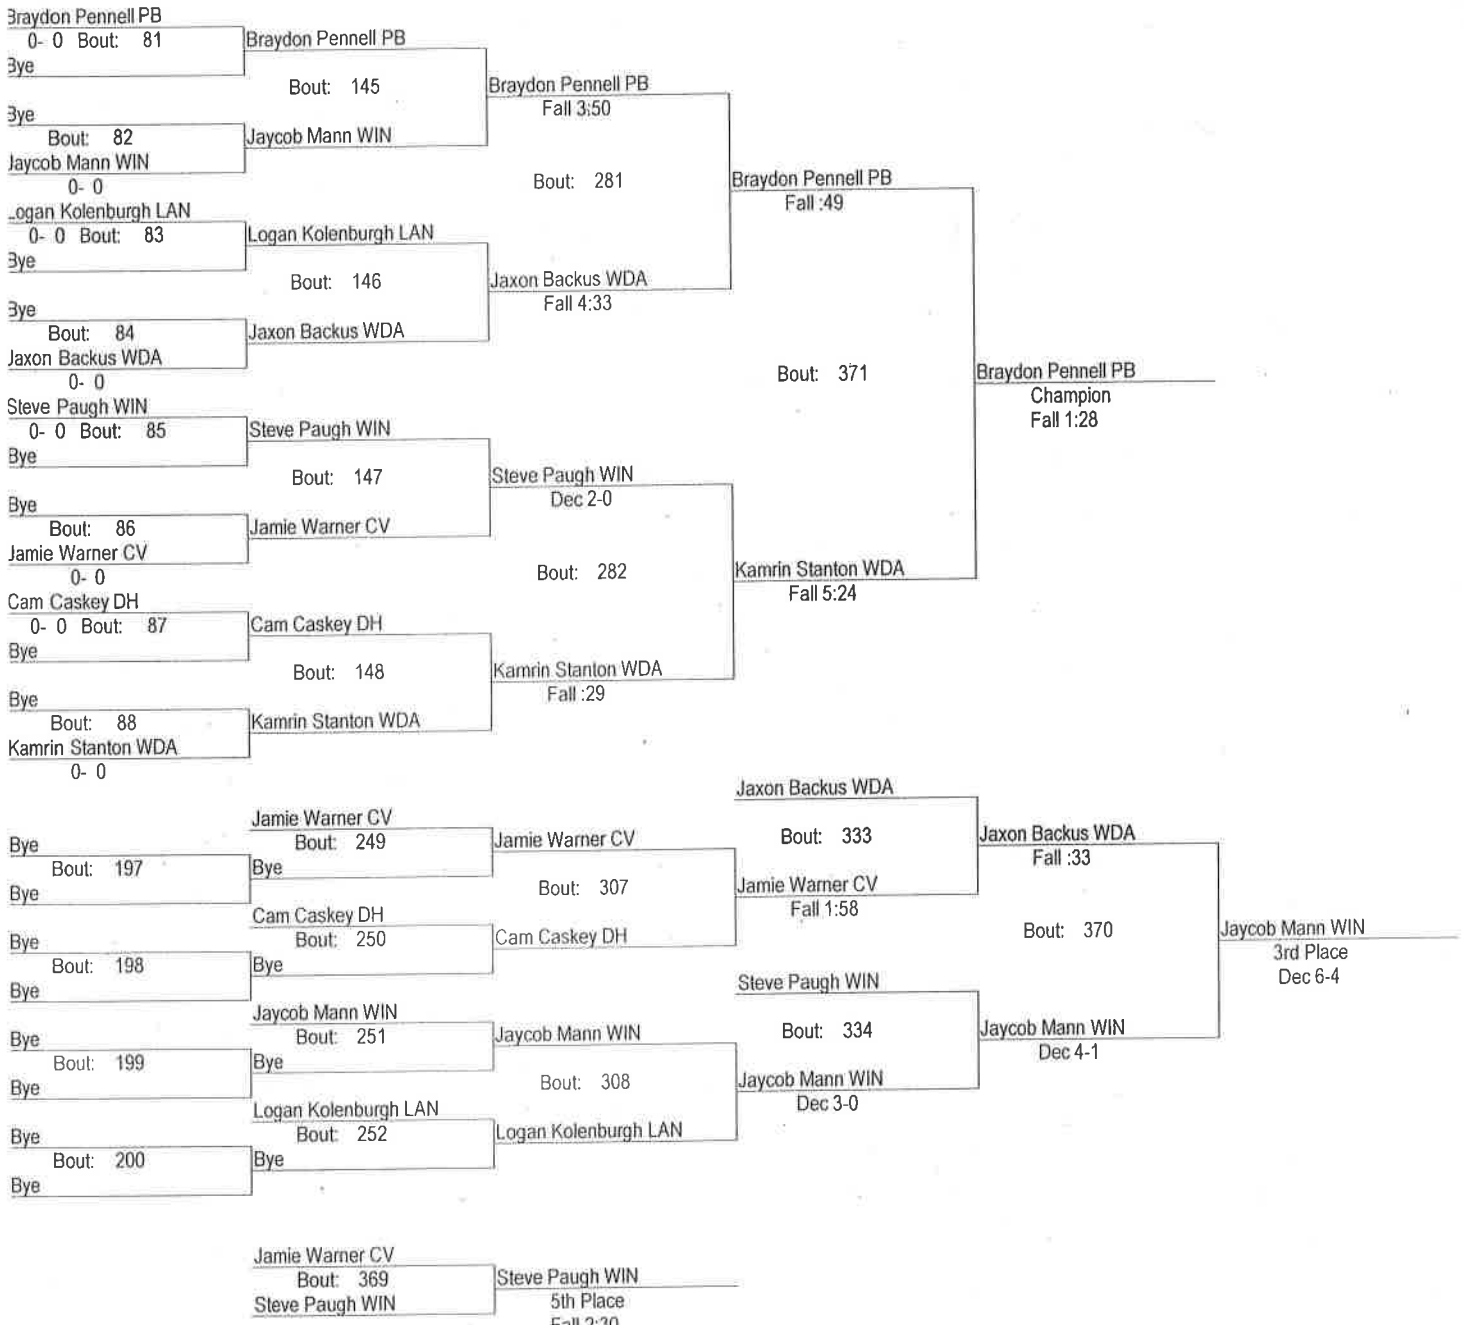 Braydon Pennell PB
0- 0 Bout: 81
Bye
Bye
Bout: 82
Jaycob Mann WIN
0- 0
Logan Kolenburgh LAN
0- 0 Bout: 83
Bye
Bye
Bout: 84
Jaxon Backus WDA
0- 0
Steve Paugh WIN
0- 0 Bout: 85
Bye
Bye
Bout: 86
Jamie Warner CV
0- 0
Cam Caskey DH
0- 0 Bout: 87
Bye
Bye
Bout: 88
Kamrin Stanton WDA
0- 0
Braydon Pennell PB
Bout: 145
Jaycob Mann WIN
Logan Kolenburgh LAN
Bout: 146
Jaxon Backus WDA
Steve Paugh WIN
Bout: 147
Jamie Warner CV
Cam Caskey DH
Bout: 148
Kamrin Stanton WDA
Braydon Pennell PB
Fall 3:50
Bout: 281
Jaxon Backus WDA
Fall 4:33
Steve Paugh WIN
Dec 2-0
Bout: 282
Kamrin Stanton WDA
Fall :29
Braydon Pennell PB
Fall :49
Bout: 371
Kamrin Stanton WDA
Fall 5:24
Braydon Pennell PB
Champion
Fall 1:28
Bye
Bout: 197
Bye
Bye
Bout: 198
Bye
Bye
Bout: 199
Bye
Bye
Bout: 200
Bye
Jamie Warner CV
Bout: 249
Bye
Cam Caskey DH
Bout: 250
Bye
Jaycob Mann WIN
Bout: 251
Bye
Logan Kolenburgh LAN
Bout: 252
Bye
Jamie Warner CV
Bout: 307
Cam Caskey DH
Jaycob Mann WIN
Bout: 308
Logan Kolenburgh LAN
Jaxon Backus WDA
Bout: 333
Jamie Warner CV
Fall 1:58
Steve Paugh WIN
Bout: 334
Jaycob Mann WIN
Dec 3-0
Jaxon Backus WDA
Fall :33
Bout: 370
Jaycob Mann WIN
Dec 4-1
Jaycob Mann WIN
3rd Place
Dec 6-4
Jamie Warner CV
Bout: 369
Steve Paugh WIN
Steve Paugh WIN
5th Place
Fall 2:30